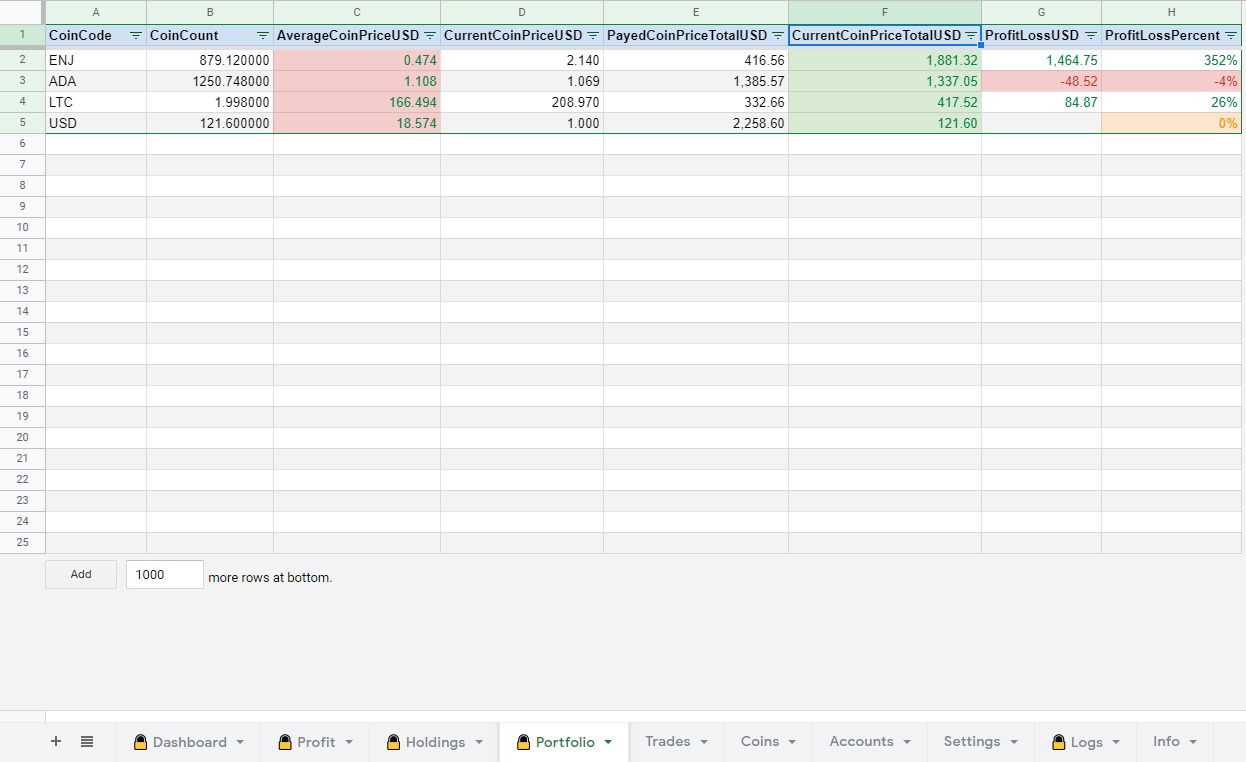 A B C D E F G H
1 CoinCode CoinCount AverageCoinPriceUSD CurrentCoinPriceUSD PayedCoinPriceTotalUSD CurrentCoinPriceTotalUSD ProfitLossUSD ProfitLossPercent
2 ENJ 879.120000 0.474 2.140 416.56 1,881.32 1,464.75 352%
3 ADA 1250.748000 1.108 1.069 1,385.57 1,337.05 -48.52 -4%
4 LTC 1.998000 166.494 208.970 332.66 417.52 84.87 26%
5 USD 121.600000 18.574 1.000 2,258.60 121.60 0%
6
7
8
9
10
11
12
13
14
15
16
17
18
19
20
21
22
23
24
25
Add 1000 more rows at bottom.
+ Dashboard Profit Holdings Portfolio Trades Coins Accounts Settings Logs Info